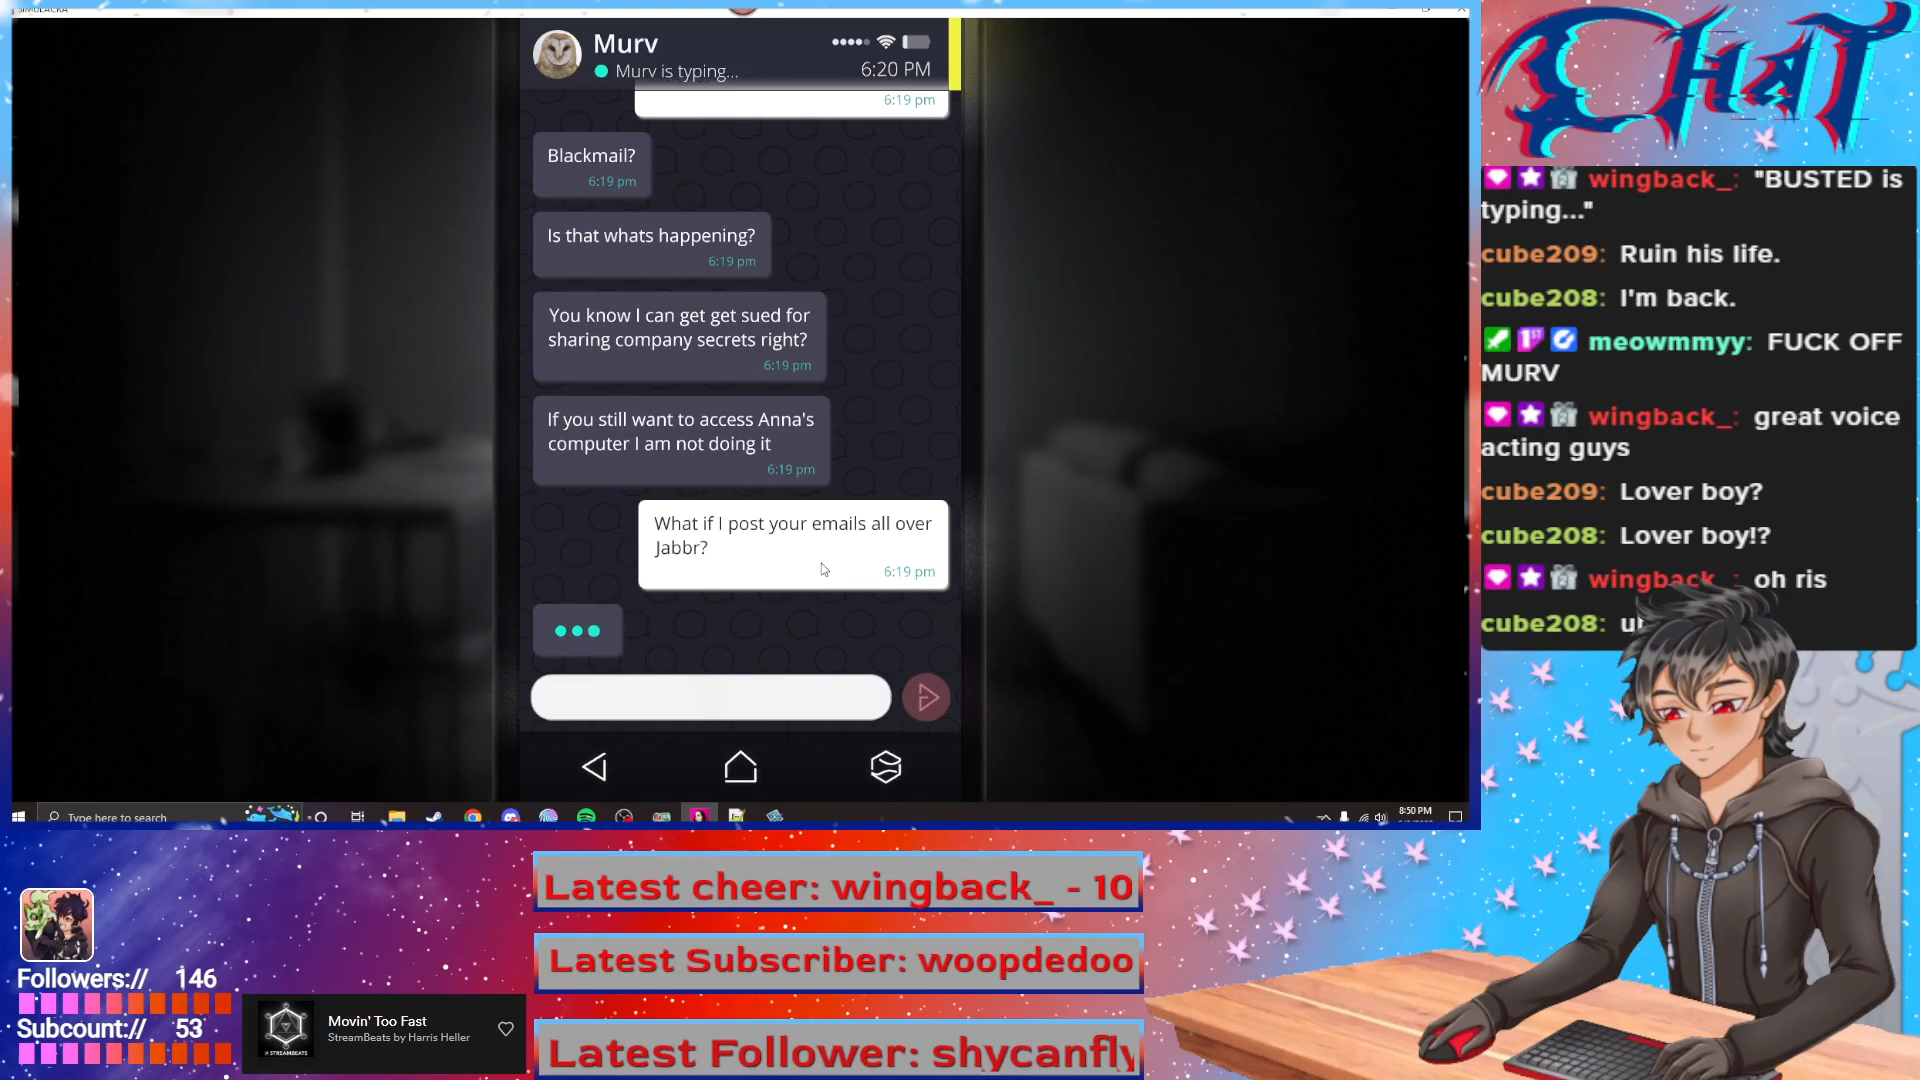 SIMULACRA
Murv
Murv is typing...
6:20 PM
6:19 pm
Blackmail?
6:19 pm
Is that whats happening?
6:19 pm
You know I can get get sued for
sharing company secrets right?
6:19 pm
If you still want to access Anna's
computer I am not doing it
6:19 pm
What if I post your emails all over
Jabbr?
6:19 pm
Type here to search
8:50 PM
CHAT
wingback_: "BUSTED is
typing..."
cube209: Ruin his life.
cube208: I'm back.
meowmmyy: FUCK OFF
MURV
wingback_: great voice
acting guys
cube209: Lover boy?
cube208: Lover boy!?
wingback_: oh ris
cube208:
Latest cheer: wingback_ - 10
Latest Subscriber: woopdedoo
Latest Follower: shycanfly
Followers:// 146
Subcount:// 53
Movin' Too Fast
StreamBeats by Harris Heller
STREAMBEATS